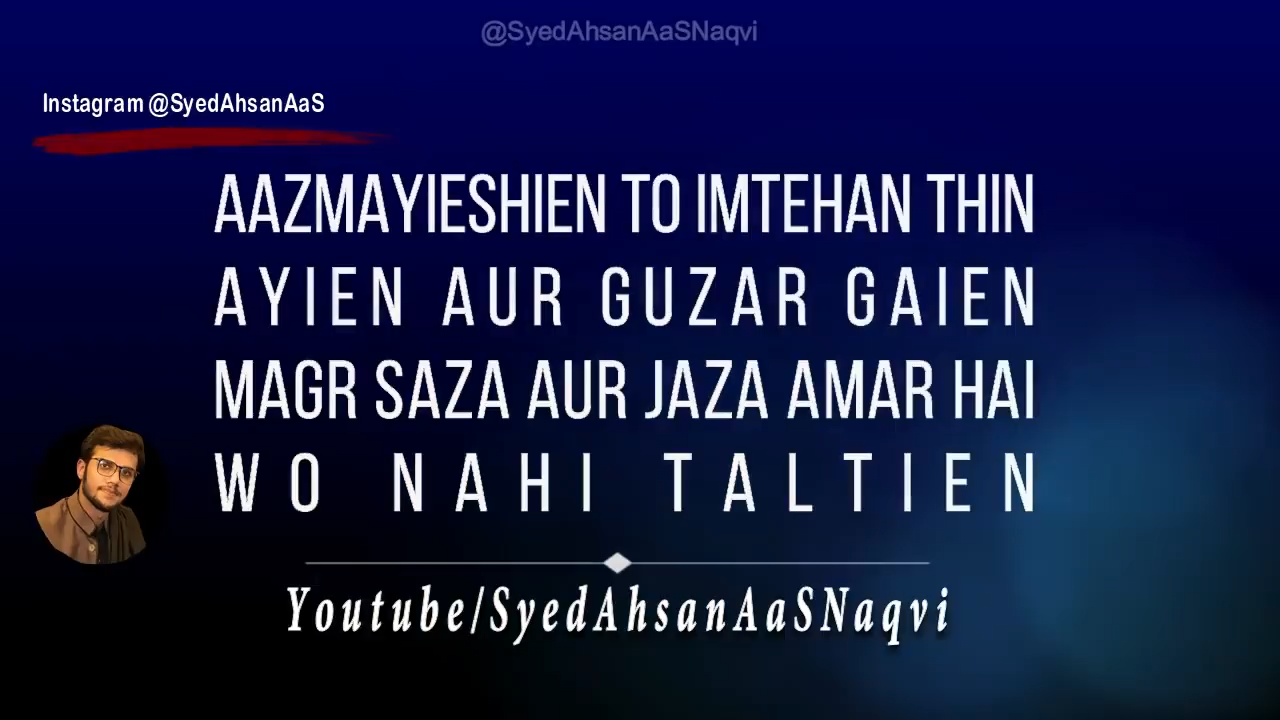 @SyedAhsanAaSNaqvi
Instagram @SyedAhsanAaS
AAZMAYIESHIEN TO IMTEHAN THIN
AYIEN AUR GUZAR GAIEN
MAGR SAZA AUR JAZA AMAR HAI
WO NAHI TALTIEN
Youtube/SyedAhsanAaSNaqvi